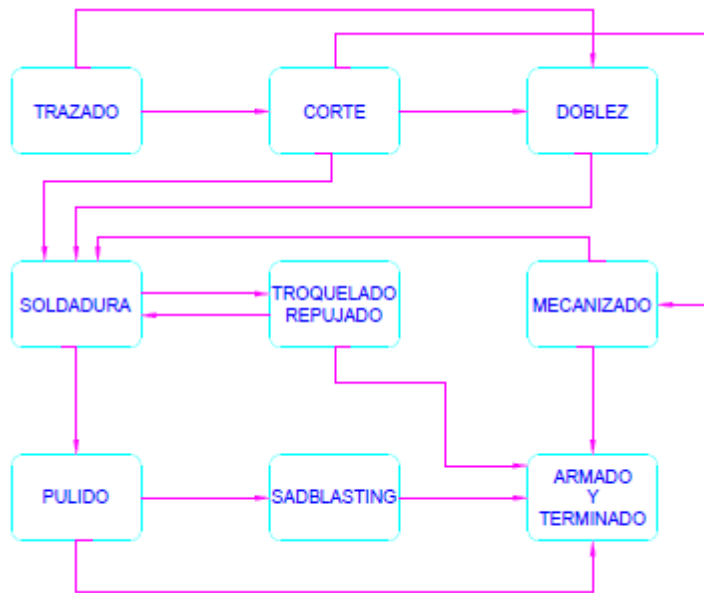 TRAZADO
CORTE
DOBLEZ
SOLDADURA
TROQUELADO
REPUJADO
MECANIZADO
PULIDO
SADBLASTING
ARMADO
Y
TERMINADO